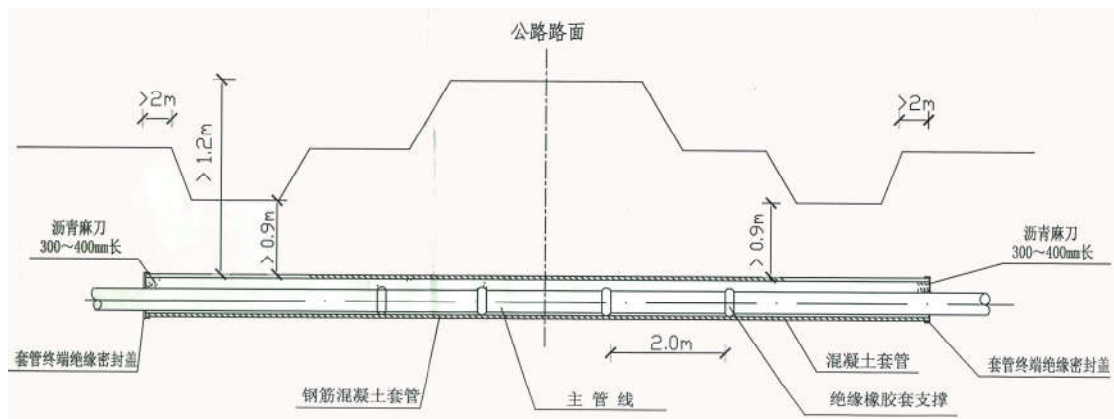 公路路面
>2m
>2m
>1.2m
沥青麻刀
300～400mm长
>0.9m
>0.9m
沥青麻刀
300～400mm长
2.0m
套管终端绝缘密封盖
钢筋混凝土套管
主管线
混凝土套管
绝缘橡胶套支撑
套管终端绝缘密封盖